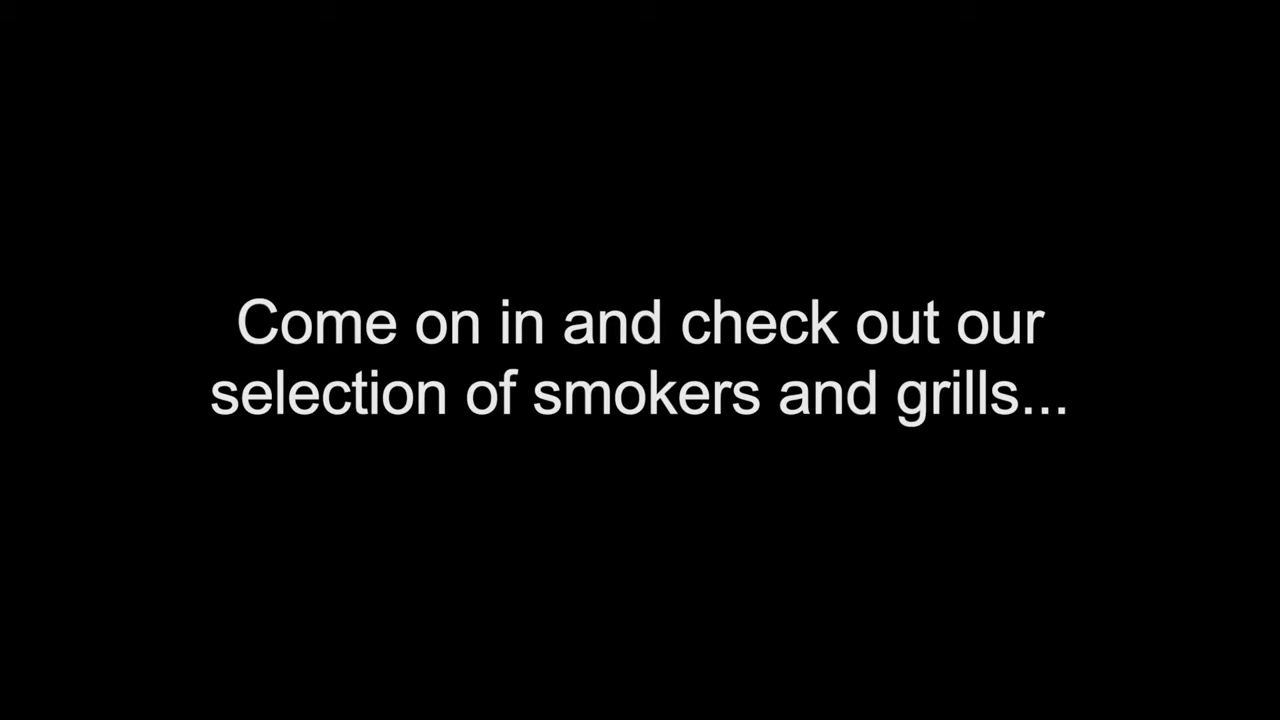 Come on in and check out our
selection of smokers and grills...